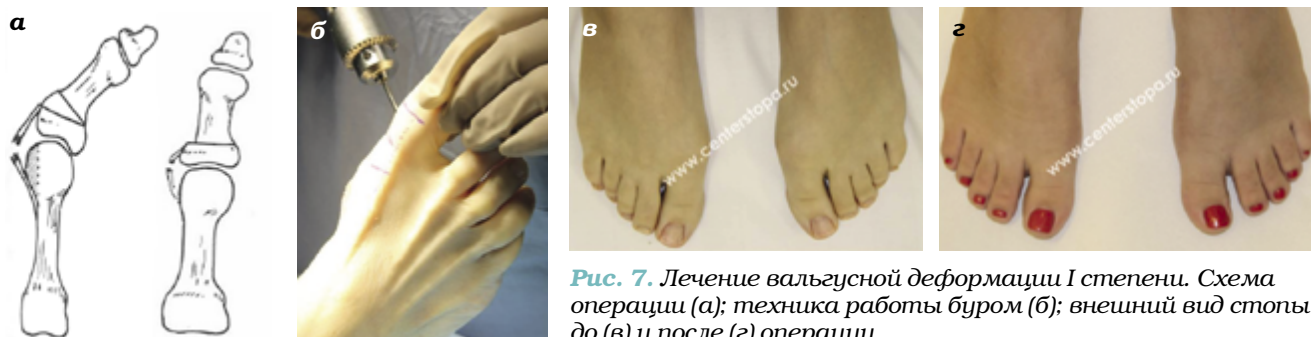 а
б
в
г
www.centerstopa.ru
www.centerstopa.ru
Рис. 7. Лечение вальгусной деформации I степени. Схема
операции (а); техника работы буром (б); внешний вид стопы
до (в) и после (г) операции